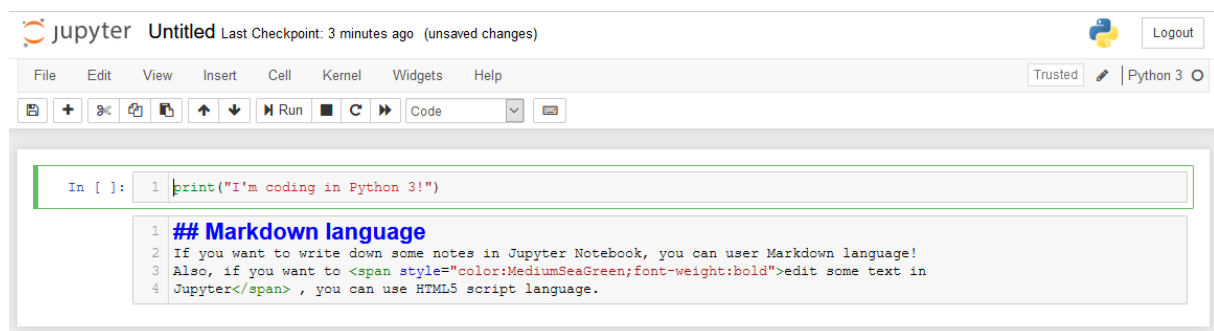 jupyter Untitled Last Checkpoint: 3 minutes ago (unsaved changes) Logout
File Edit View Insert Cell Kernel Widgets Help Trusted Python 3
Run Code
In [ ]: 1 print("I'm coding in Python 3!")
1 ## Markdown language
2 If you want to write down some notes in Jupyter Notebook, you can user Markdown language!
3 Also, if you want to <span style="color:MediumSeaGreen;font-weight:bold">edit some text in
4 Jupyter</span> , you can use HTML5 script language.